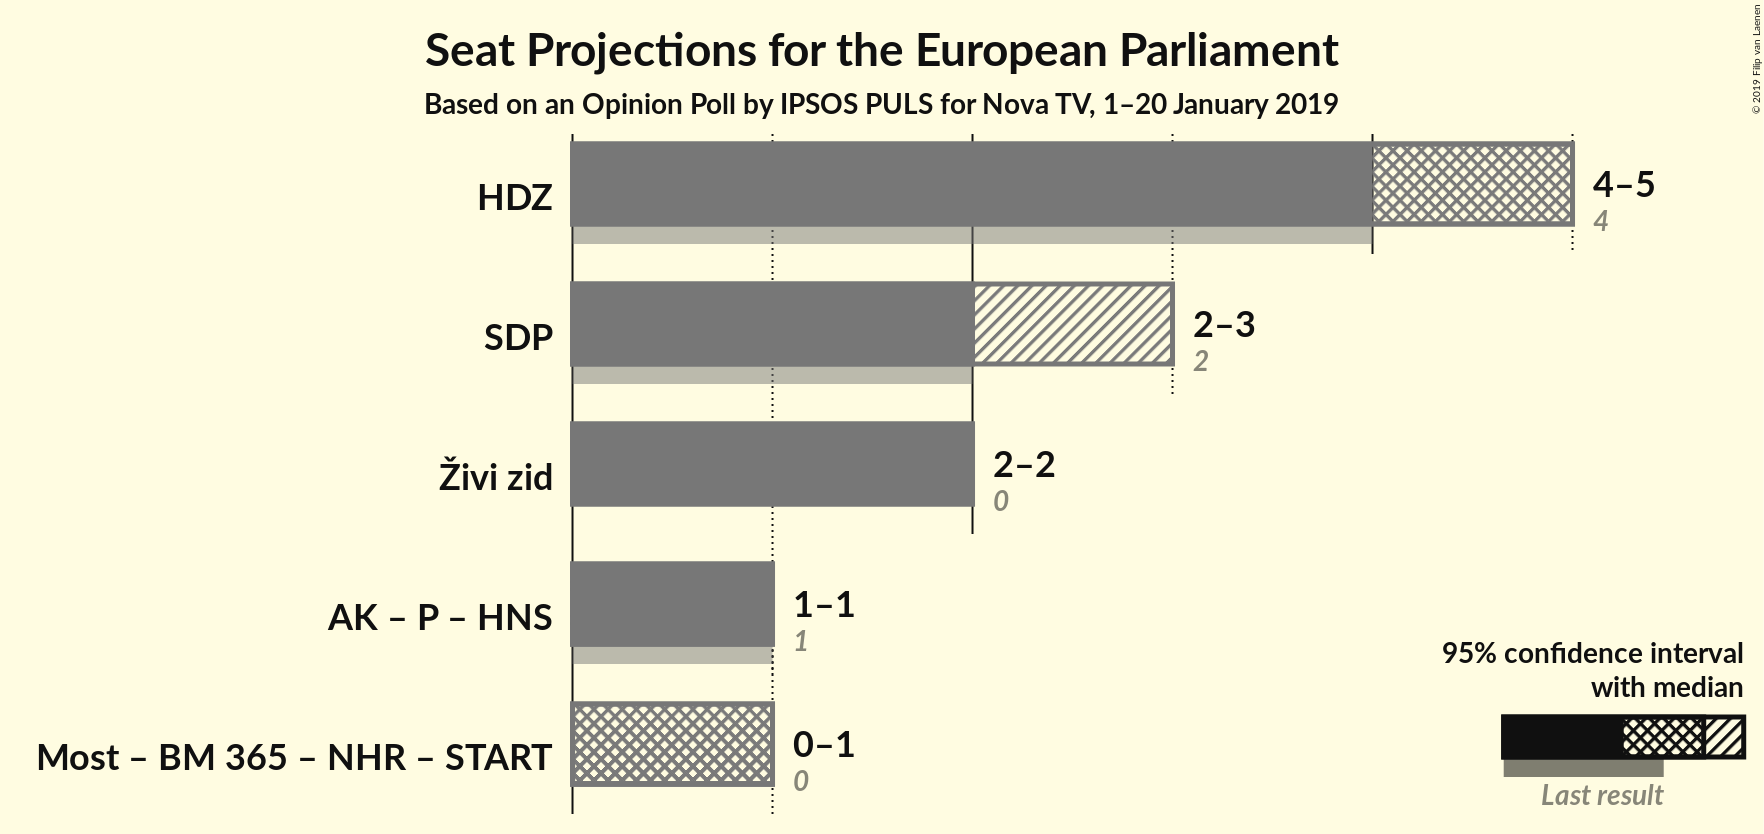 Seat Projections for the European Parliament
Based on an Opinion Poll by IPSOS PULS for Nova TV, 1–20 January 2019
© 2019 Filip van Laenen
HDZ
4–5
4
SDP
2–3
2
Živi zid
2–2
0
AK – P – HNS
1–1
1
Most – BM 365 – NHR – START
0–1
0
95% confidence interval
with median
Last result